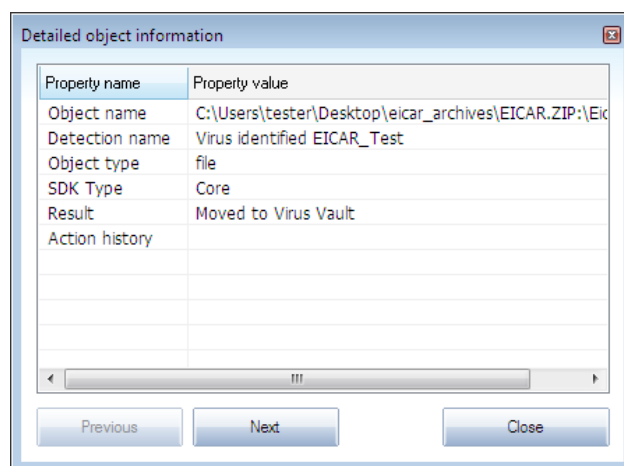 Detailed object information
Property name Property value
Object name C:\Users\tester\Desktop\eicar_archives\EICAR.ZIP:\Eic
Detection name Virus identified EICAR_Test
Object type file
SDK Type Core
Result Moved to Virus Vault
Action history
Previous Next Close